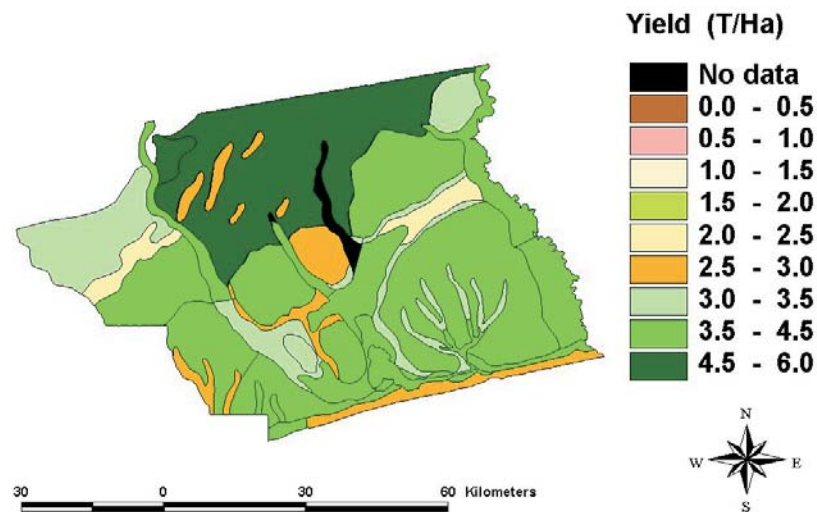 Yield (T/Ha)
No data
0.0 - 0.5
0.5 - 1.0
1.0 - 1.5
1.5 - 2.0
2.0 - 2.5
2.5 - 3.0
3.0 - 3.5
3.5 - 4.5
4.5 - 6.0
N
W E
S
30 0 30 60 Kilometers